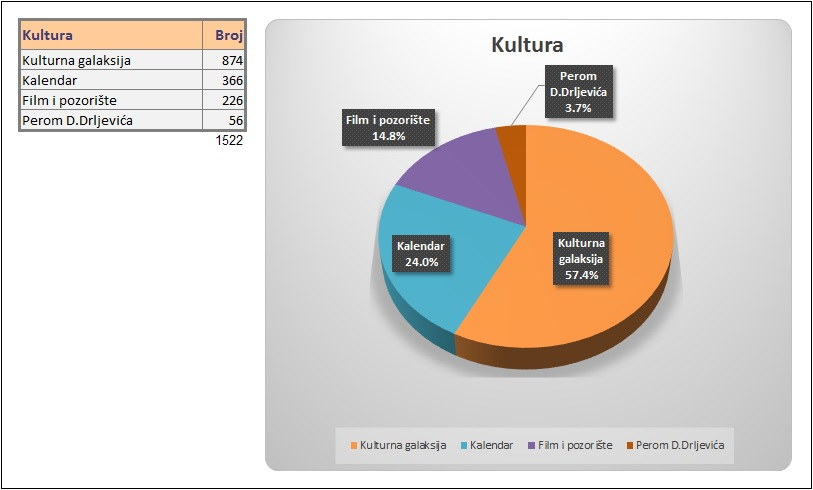 Kultura Broj
Kulturna galaksija 874
Kalendar 366
Film i pozorište 226
Perom D.Drljevića 56
1522
Kultura
Perom
D.Drljevića
3.7%
Film i pozorište
14.8%
Kalendar
24.0%
Kulturna
galaksija
57.4%
Kulturna galaksija Kalendar Film i pozorište Perom D.Drljevića